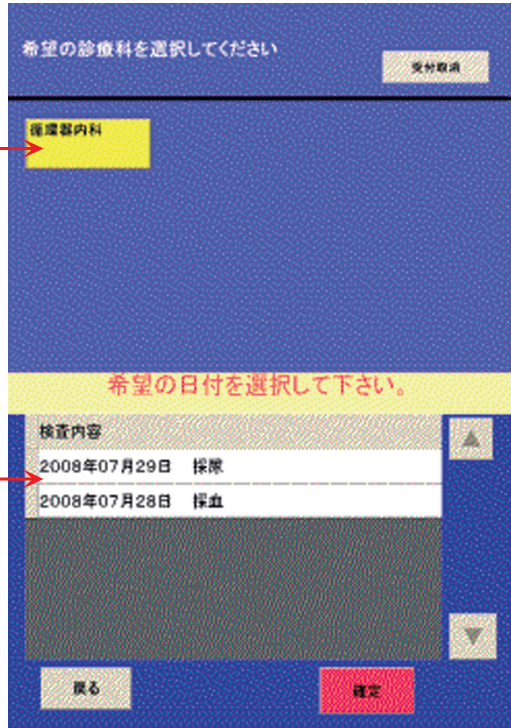 希望の診療科を選択してください
受付取消
循環器内科
希望の日付を選択して下さい。
検査内容
2008年07月29日 採尿
2008年07月28日 採血
戻る
確定